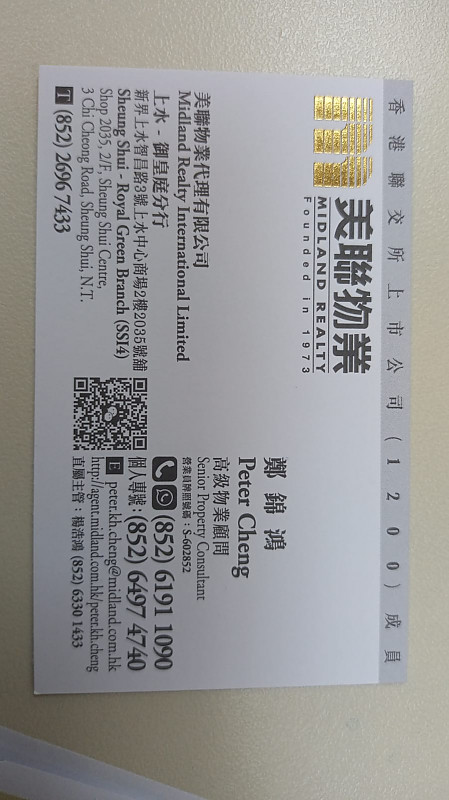 香港聯交所上市公司(1200)成員
美聯物業
MIDLAND REALTY
Founded in 1973
鄭錦鴻
Peter Cheng
高級物業顧問
Senior Property Consultant
營業員牌照號碼：S-602852
(852) 6191 1090
個人專號：(852) 6497 4740
E peter.kh.cheng@midland.com.hk
http://agent.midland.com.hk/peter.kh.cheng
直屬主管：楊浩鴻 (852) 6330 1433
美聯物業代理有限公司
Midland Realty International Limited
上水 - 御皇庭分行
新界上水智昌路3號上水中心商場2樓2035號舖
Sheung Shui - Royal Green Branch (SSI4)
Shop 2035, 2/F, Sheung Shui Centre,
3 Chi Cheong Road, Sheung Shui, N.T.
T (852) 2696 7433